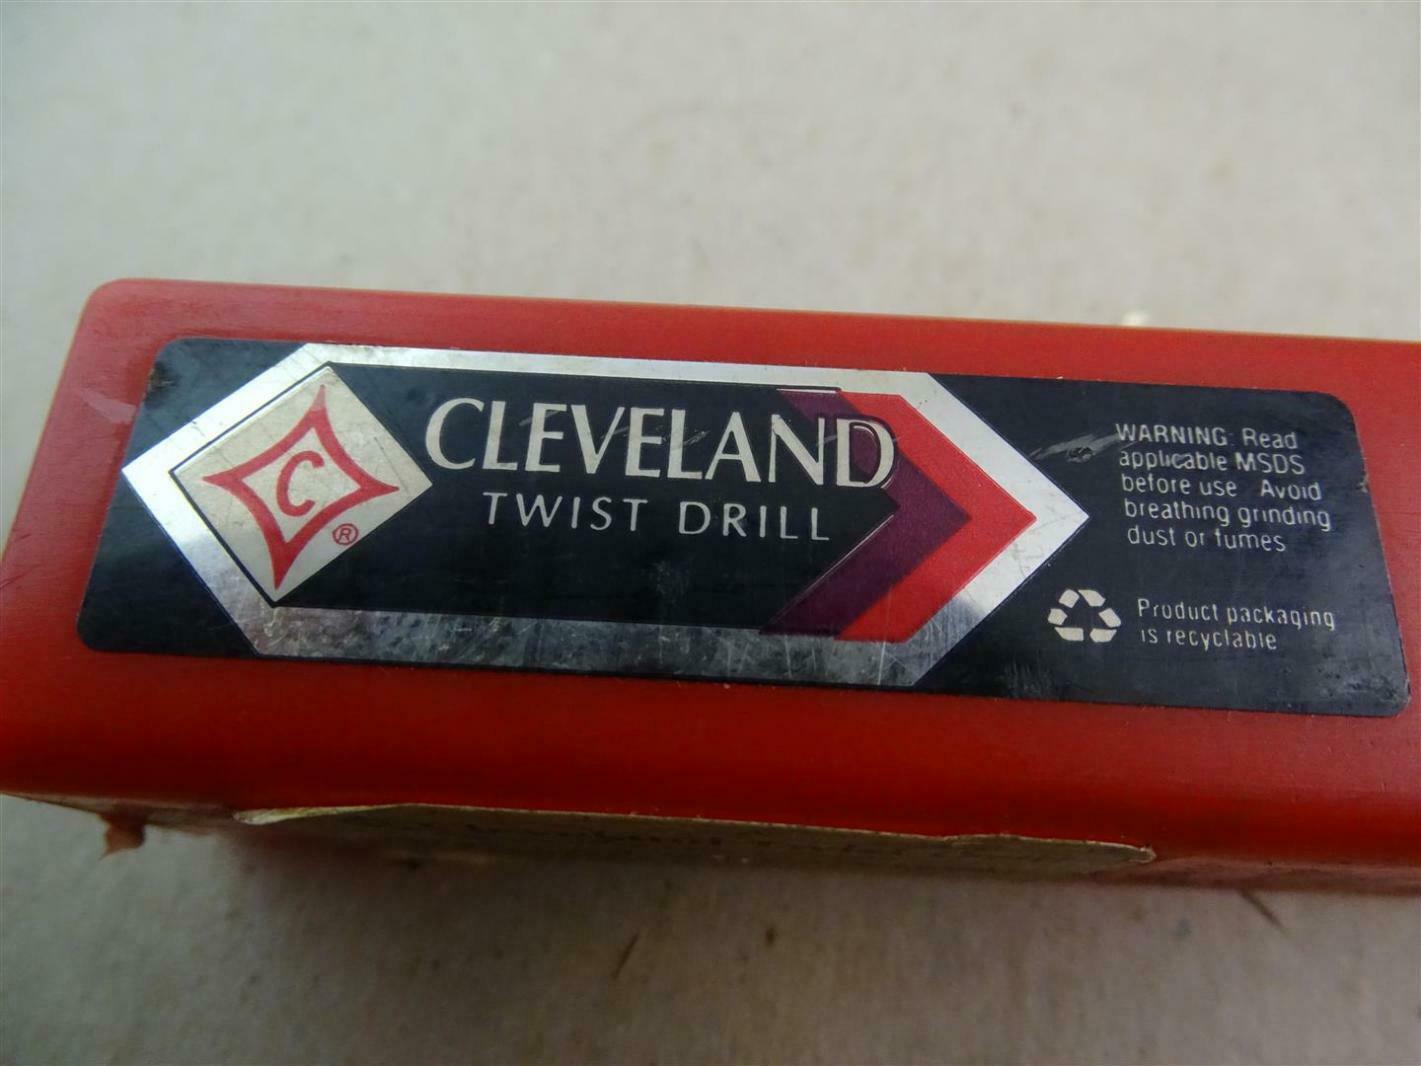 C
®
CLEVELAND
TWIST DRILL
WARNING: Read
applicable MSDS
before use Avoid
breathing grinding
dust or fumes
Product packaging
is recyclable